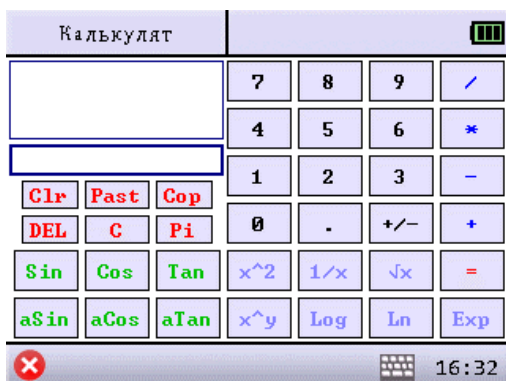 Калькулят
7 8 9 /
4 5 6 *
1 2 3 −
Clr Past Cop
0 . +/− +
DEL C Pi
Sin Cos Tan x^2 1/x √x =
aSin aCos aTan x^y Log Ln Exp
16:32